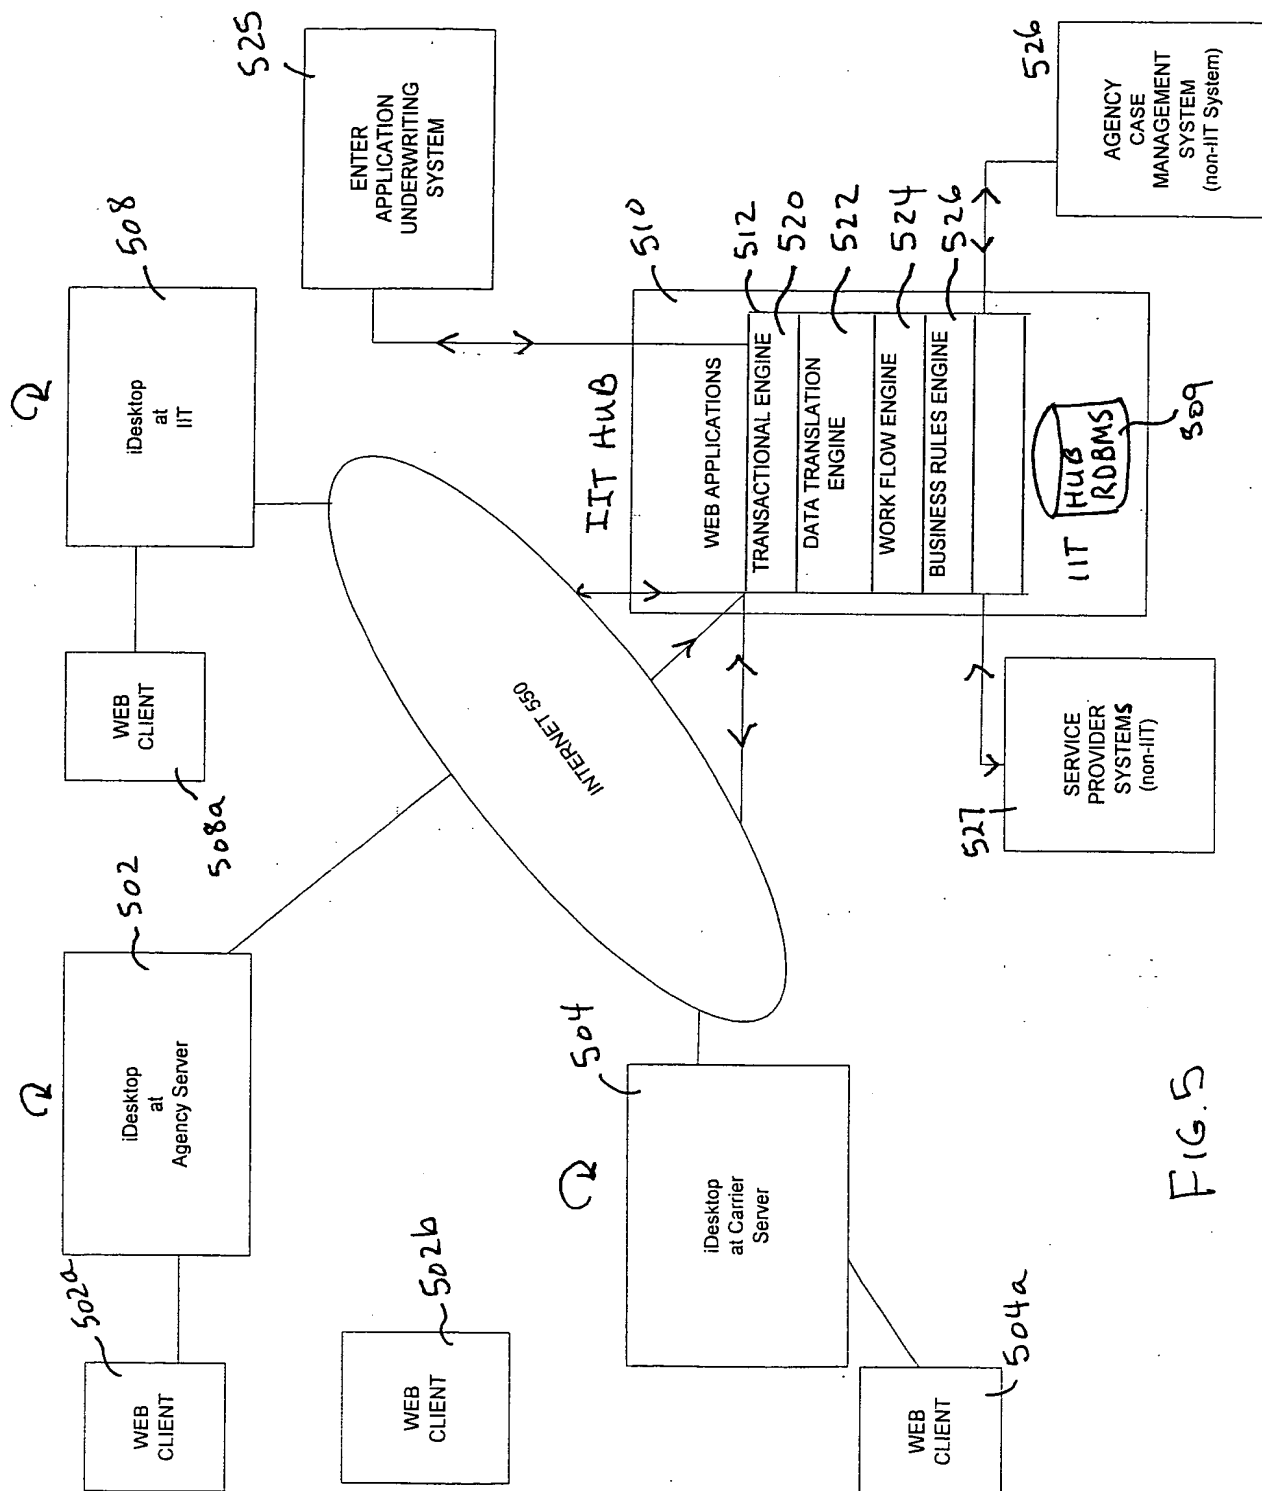 525
ENTER
APPLICATION
UNDERWRITING
SYSTEM
526
AGENCY
CASE
MANAGEMENT
SYSTEM
(non-IIT System)
508
iDesktop
at
IIT
WEB
CLIENT
508a
IIT HUB
510
WEB APPLICATIONS
512
TRANSACTIONAL ENGINE
520
DATA TRANSLATION
ENGINE
522
WORK FLOW ENGINE
524
BUSINESS RULES ENGINE
526
IIT
HUB
RDBMS
509
INTERNET 550
502
iDesktop
at
Agency Server
502a
WEB
CLIENT
502b
WEB
CLIENT
504
iDesktop
at Carrier
Server
504a
WEB
CLIENT
527
SERVICE
PROVIDER
SYSTEMS
(non-IIT)
FIG.5